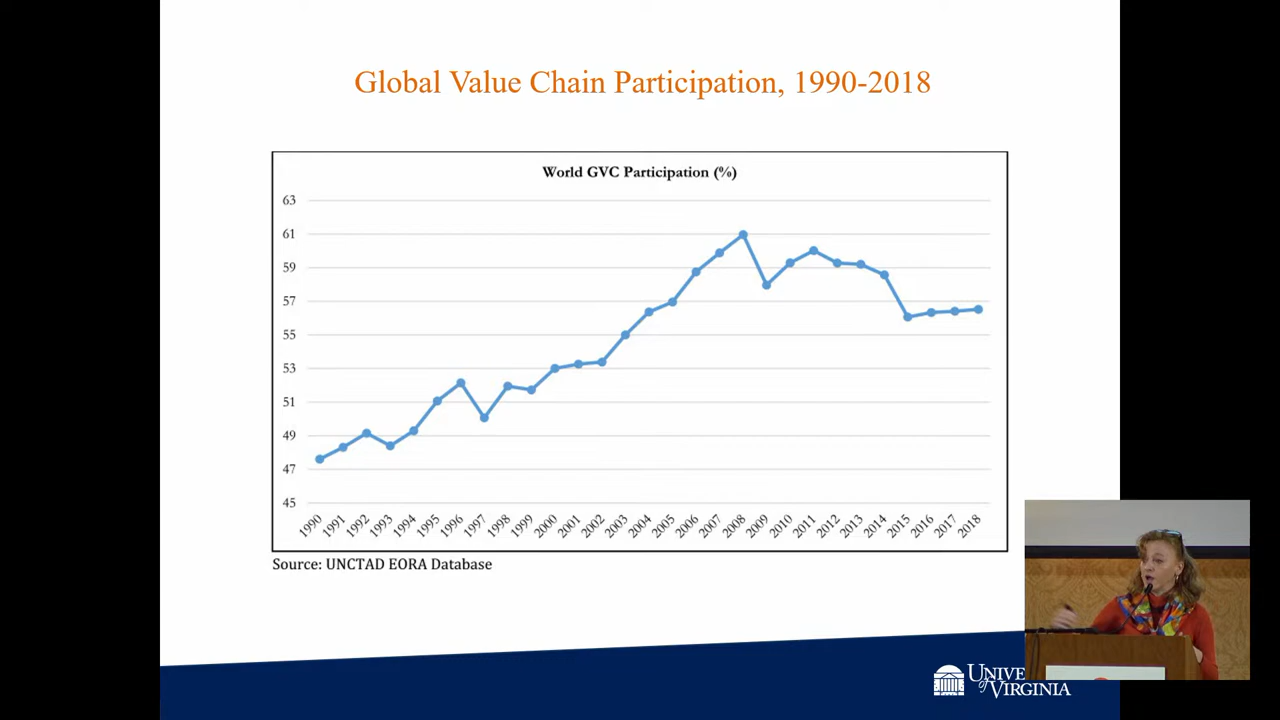 Global Value Chain Participation, 1990-2018
World GVC Participation (%)
63
61
59
57
55
53
51
49
47
45
1990 1991 1992 1993 1994 1995 1996 1997 1998 1999 2000 2001 2002 2003 2004 2005 2006 2007 2008 2009 2010 2011 2012 2013 2014 2015 2016 2017 2018
Source: UNCTAD EORA Database
UNIVE
of VIRGINIA